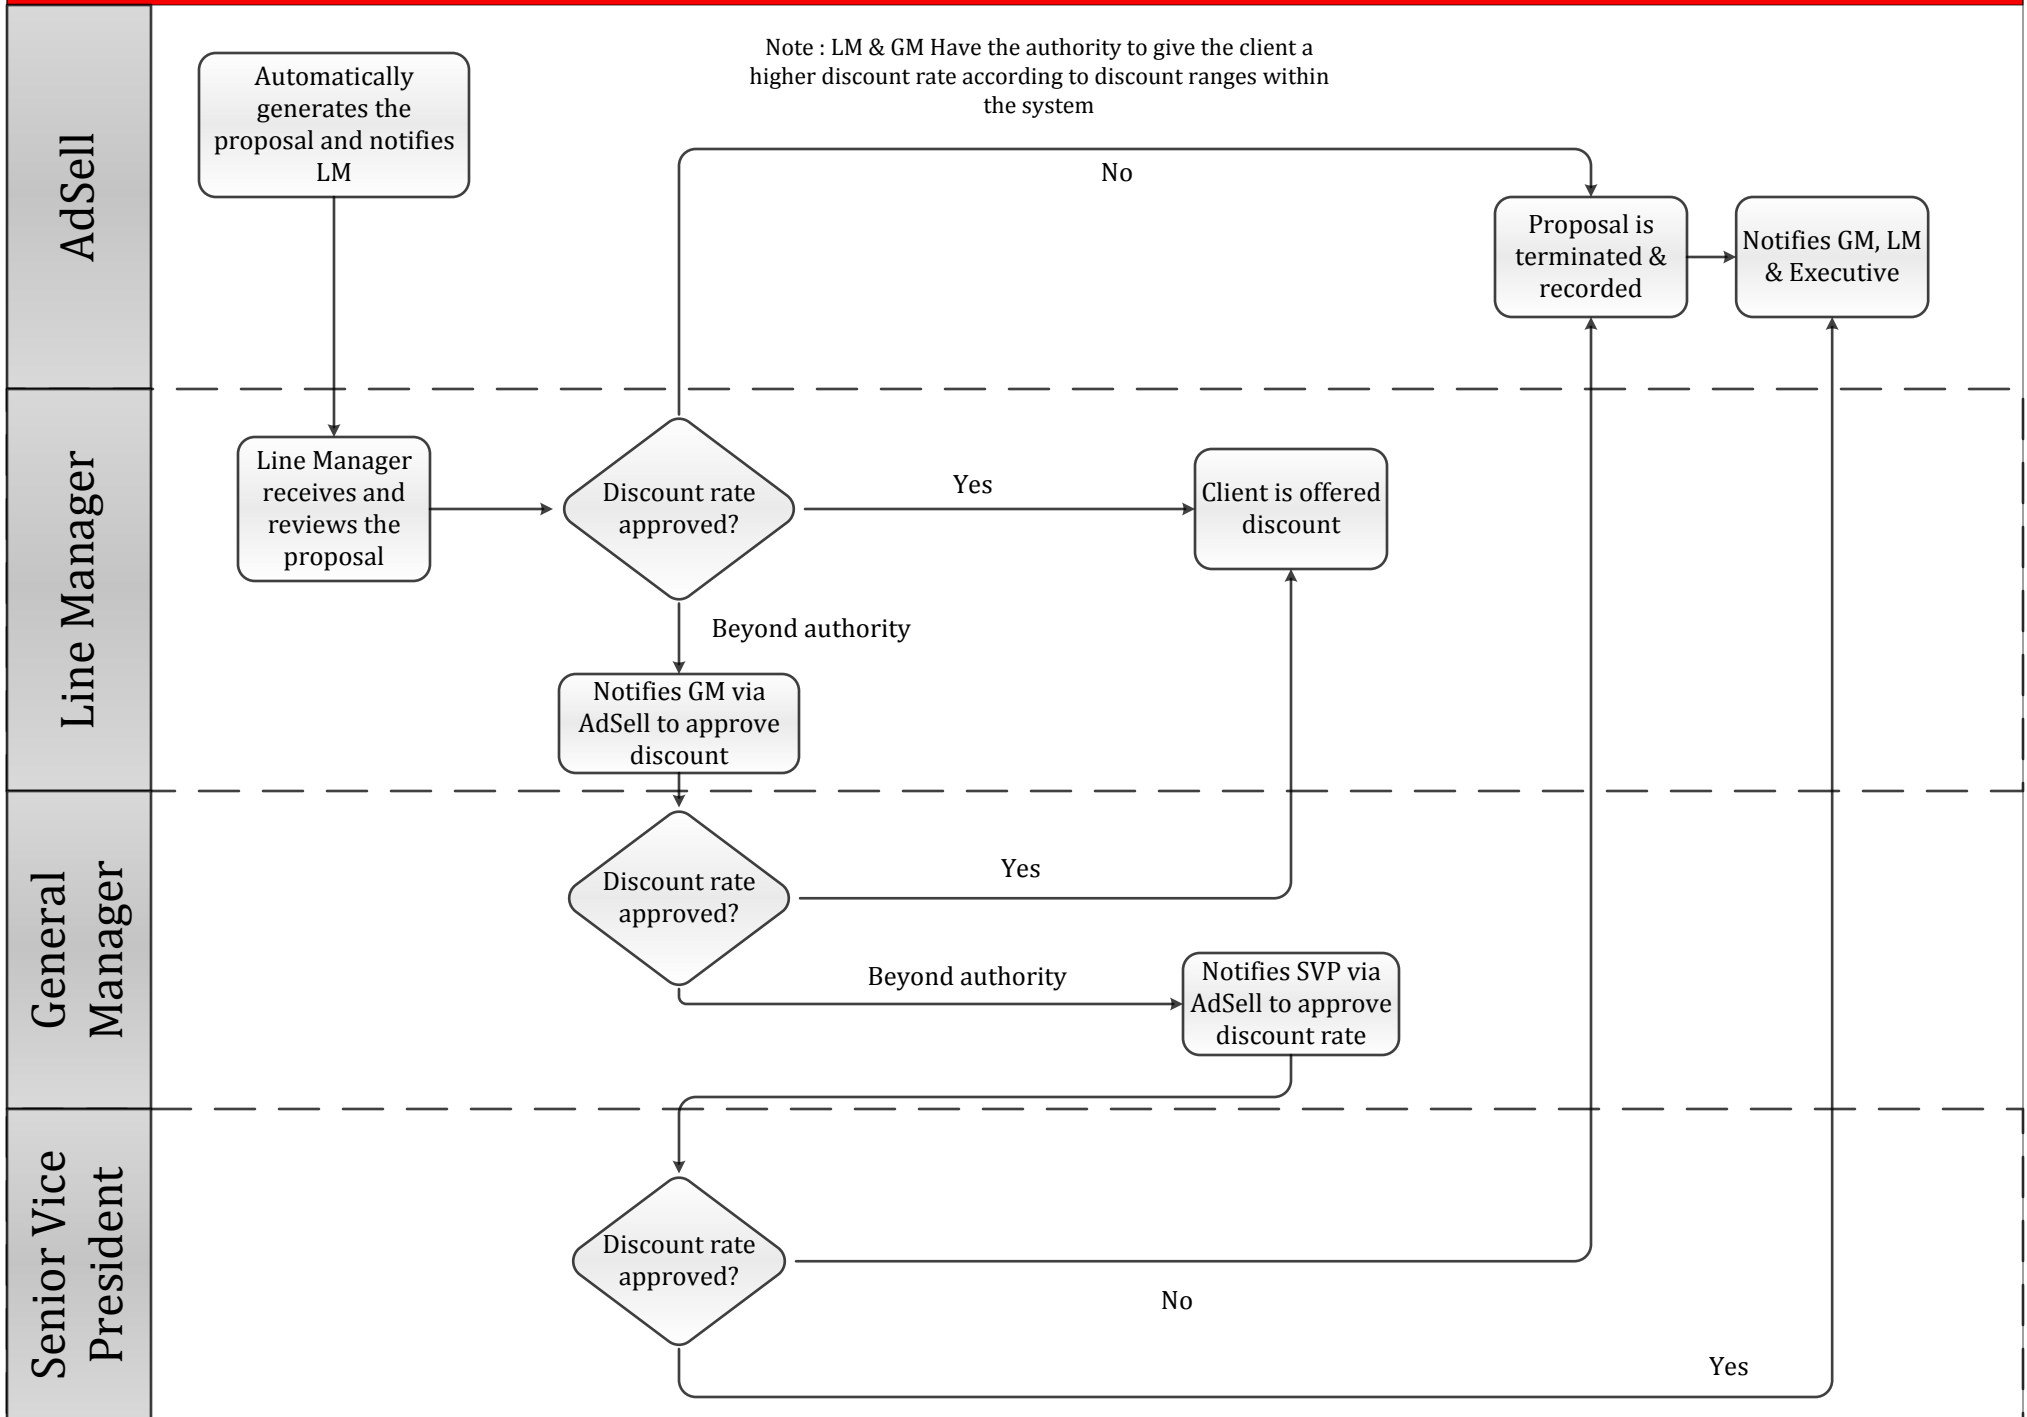 AdSell
Note : LM & GM Have the authority to give the client a
higher discount rate according to discount ranges within
the system
Automatically
generates the
proposal and notifies
LM
No
Proposal is
terminated &
recorded
Notifies GM, LM
& Executive
Line Manager
Line Manager
receives and
reviews the
proposal
Discount rate
approved?
Yes
Client is offered
discount
Beyond authority
Notifies GM via
AdSell to approve
discount
General
Manager
Discount rate
approved?
Yes
Beyond authority
Notifies SVP via
AdSell to approve
discount rate
Senior Vice
President
Discount rate
approved?
No
Yes